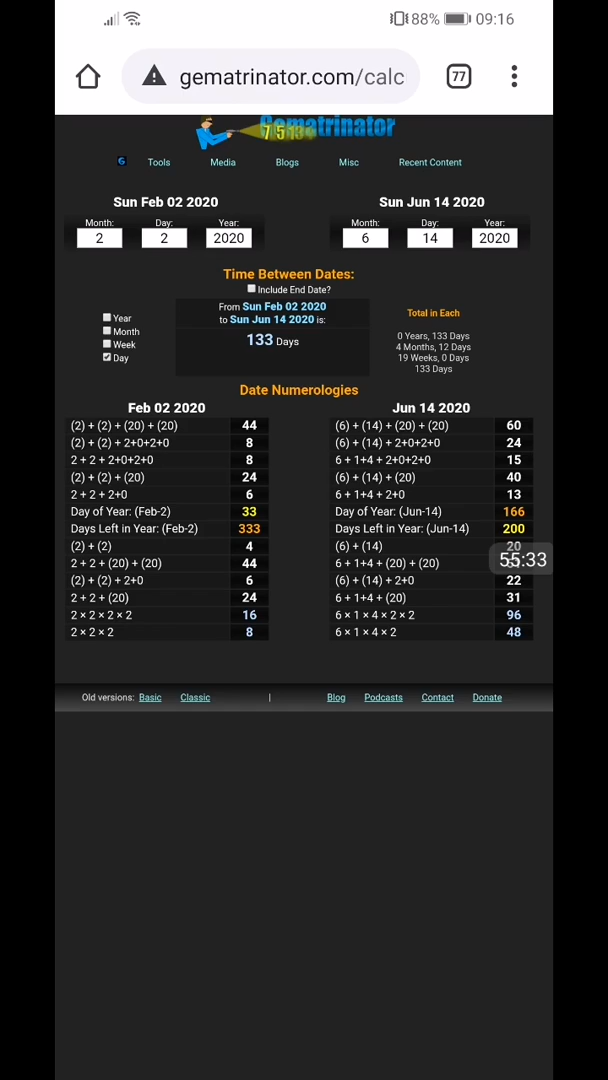 88% 09:16
gematrinator.com/calc 77
Gematrinator
G Tools Media Blogs Misc Recent Content
Sun Feb 02 2020 Sun Jun 14 2020
Month: Day: Year: Month: Day: Year:
2 2 2020 6 14 2020
Time Between Dates:
Include End Date?
Year
Month
Week
Day
From Sun Feb 02 2020
to Sun Jun 14 2020 is:
133 Days
Total in Each
0 Years, 133 Days
4 Months, 12 Days
19 Weeks, 0 Days
133 Days
Date Numerologies
Feb 02 2020
(2) + (2) + (20) + (20) 44
(2) + (2) + 2+0+2+0 8
2 + 2 + 2+0+2+0 8
(2) + (2) + (20) 24
2 + 2 + 2+0 6
Day of Year: (Feb-2) 33
Days Left in Year: (Feb-2) 333
(2) + (2) 4
2 + 2 + (20) + (20) 44
(2) + (2) + 2+0 6
2 + 2 + (20) 24
2 × 2 × 2 × 2 16
2 × 2 × 2 8
Jun 14 2020
(6) + (14) + (20) + (20) 60
(6) + (14) + 2+0+2+0 24
6 + 1+4 + 2+0+2+0 15
(6) + (14) + (20) 40
6 + 1+4 + 2+0 13
Day of Year: (Jun-14) 166
Days Left in Year: (Jun-14) 200
(6) + (14) 20
6 + 1+4 + (20) + (20)
55:33
(6) + (14) + 2+0 22
6 + 1+4 + (20) 31
6 × 1 × 4 × 2 × 2 96
6 × 1 × 4 × 2 48
Old versions: Basic Classic | Blog Podcasts Contact Donate